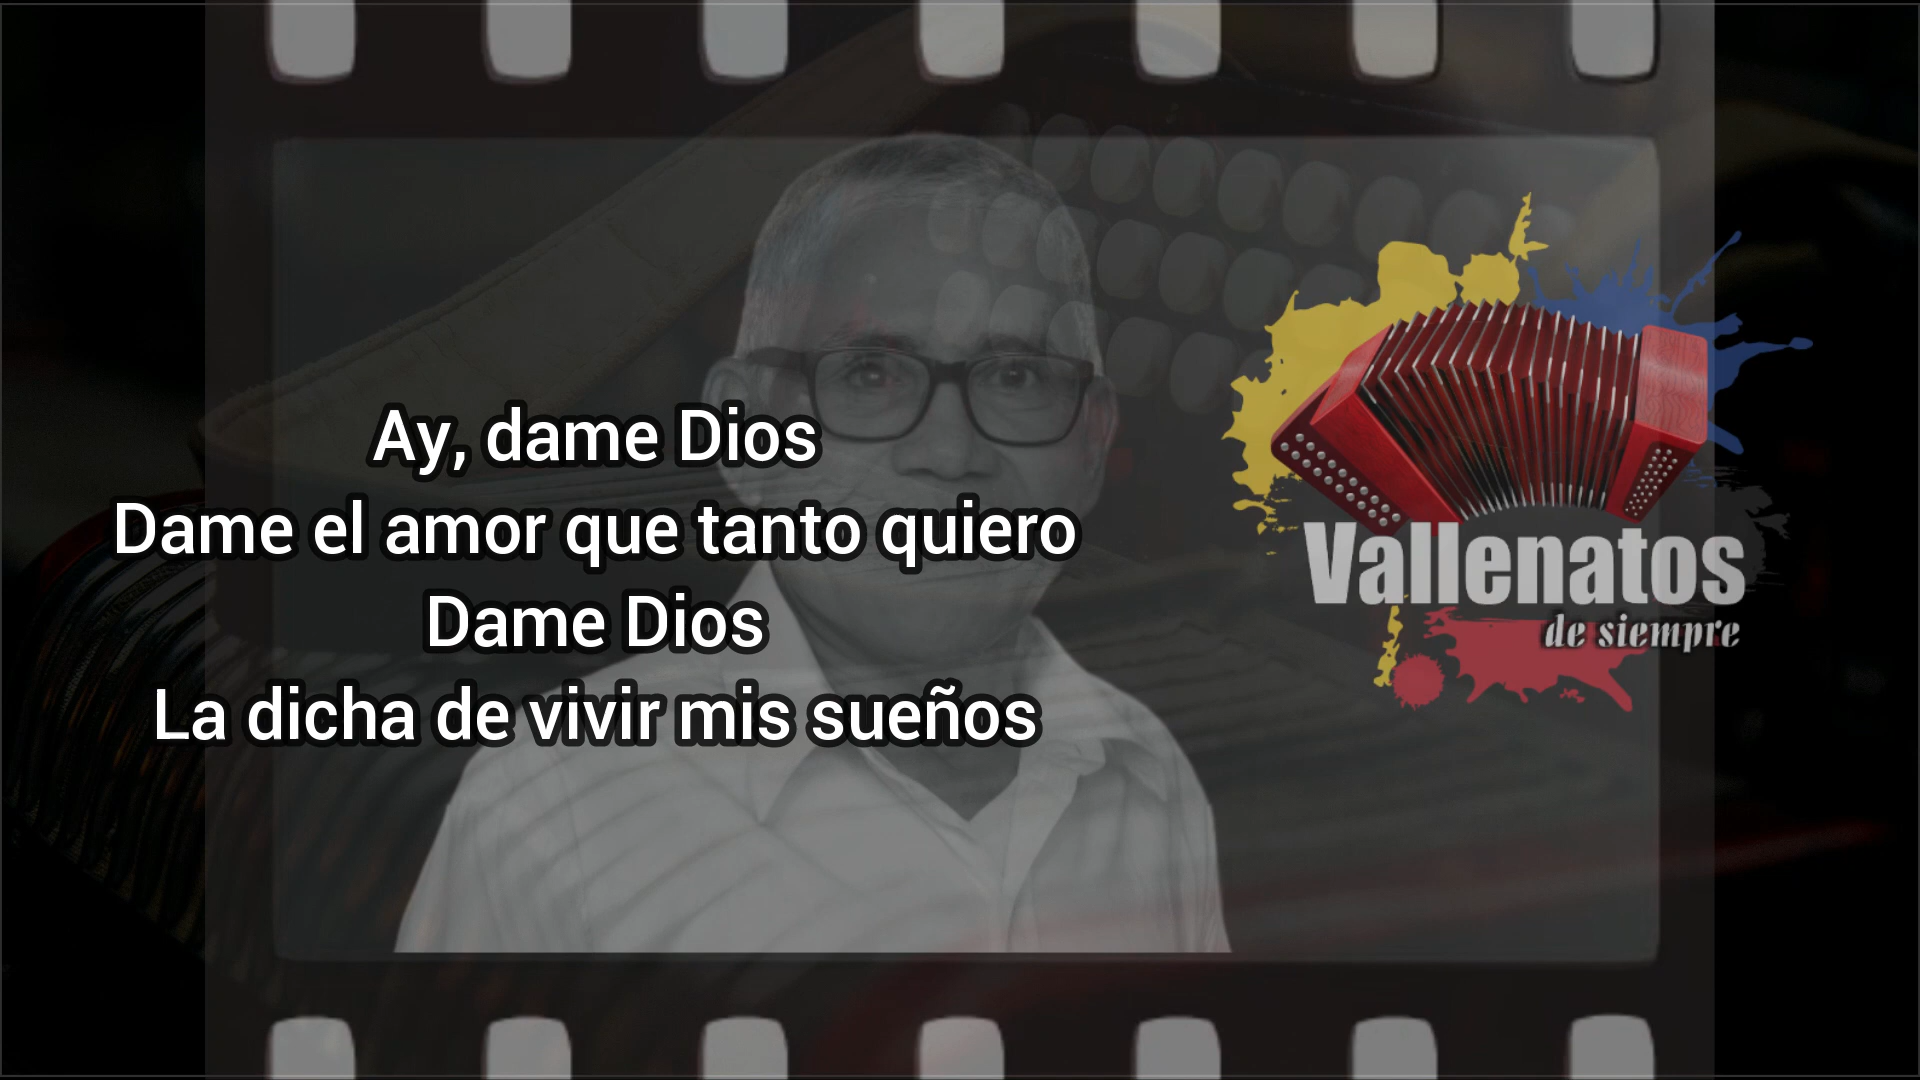 Ay, dame Dios
Dame el amor que tanto quiero
Dame Dios
La dicha de vivir mis sueños
Vallenatos
de siempre